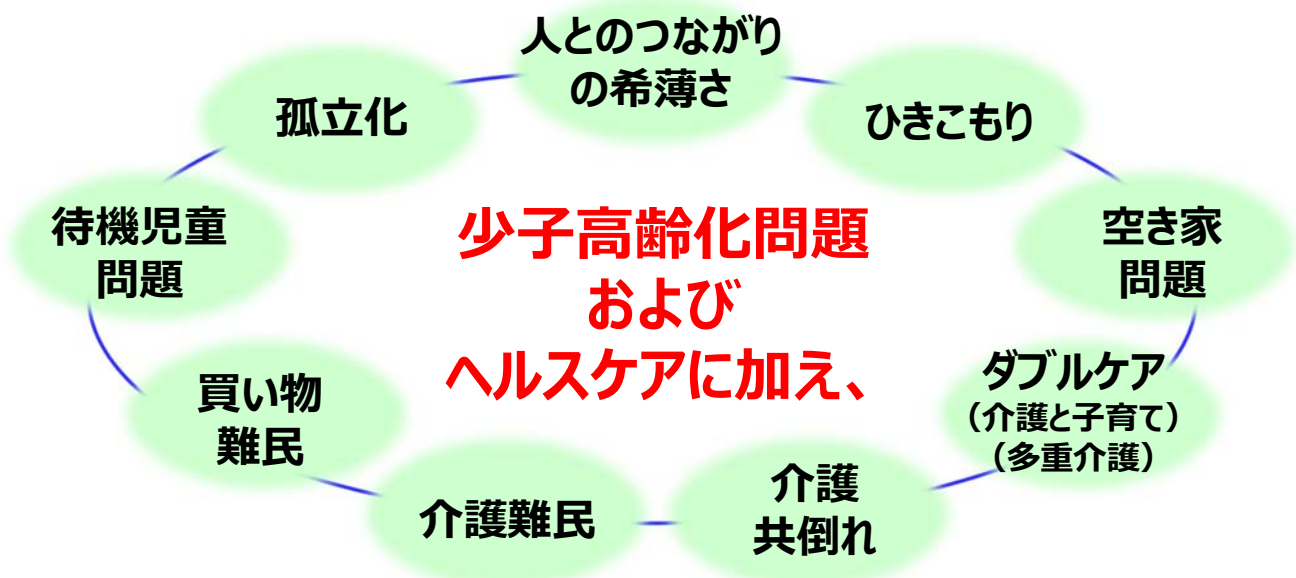 人とのつながり
の希薄さ
孤立化
ひきこもり
待機児童
問題
空き家
問題
少子高齢化問題
および
ヘルスケアに加え、
買い物
難民
ダブルケア
（介護と子育て）
（多重介護）
介護難民
介護
共倒れ